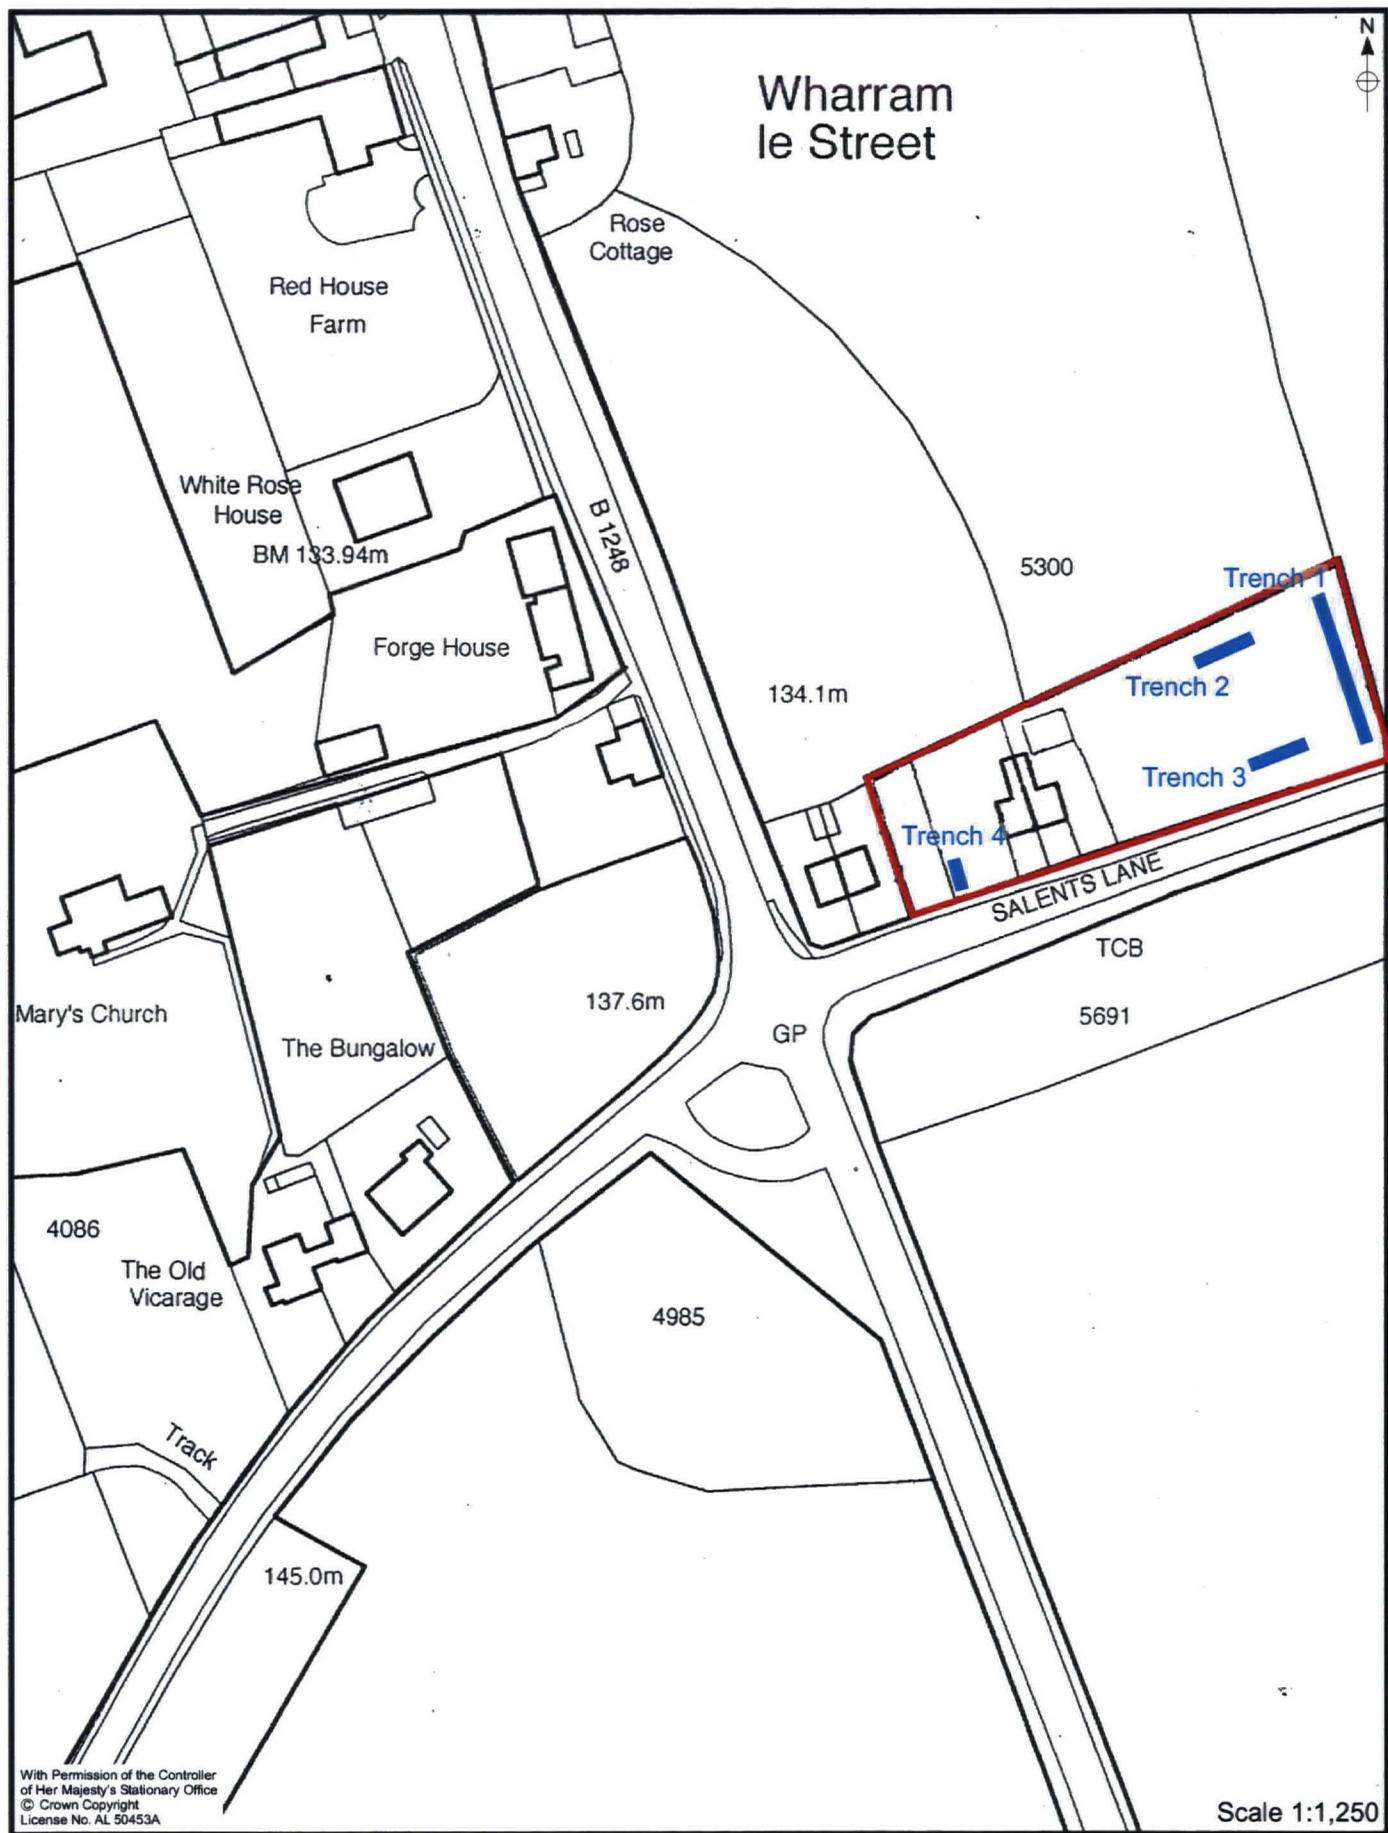 N
Wharram
le Street
Rose
Cottage
Red House
Farm
White Rose
House
BM 133.94m
B 1248
5300
Trench 1
Forge House
Trench 2
134.1m
Trench 3
Trench 4
SALENTS LANE
TCB
Mary's Church
137.6m
5691
GP
The Bungalow
4086
The Old
Vicarage
4985
Track
145.0m
With Permission of the Controller
of Her Majesty's Stationary Office
© Crown Copyright
License No. AL 50453A
Scale 1:1,250